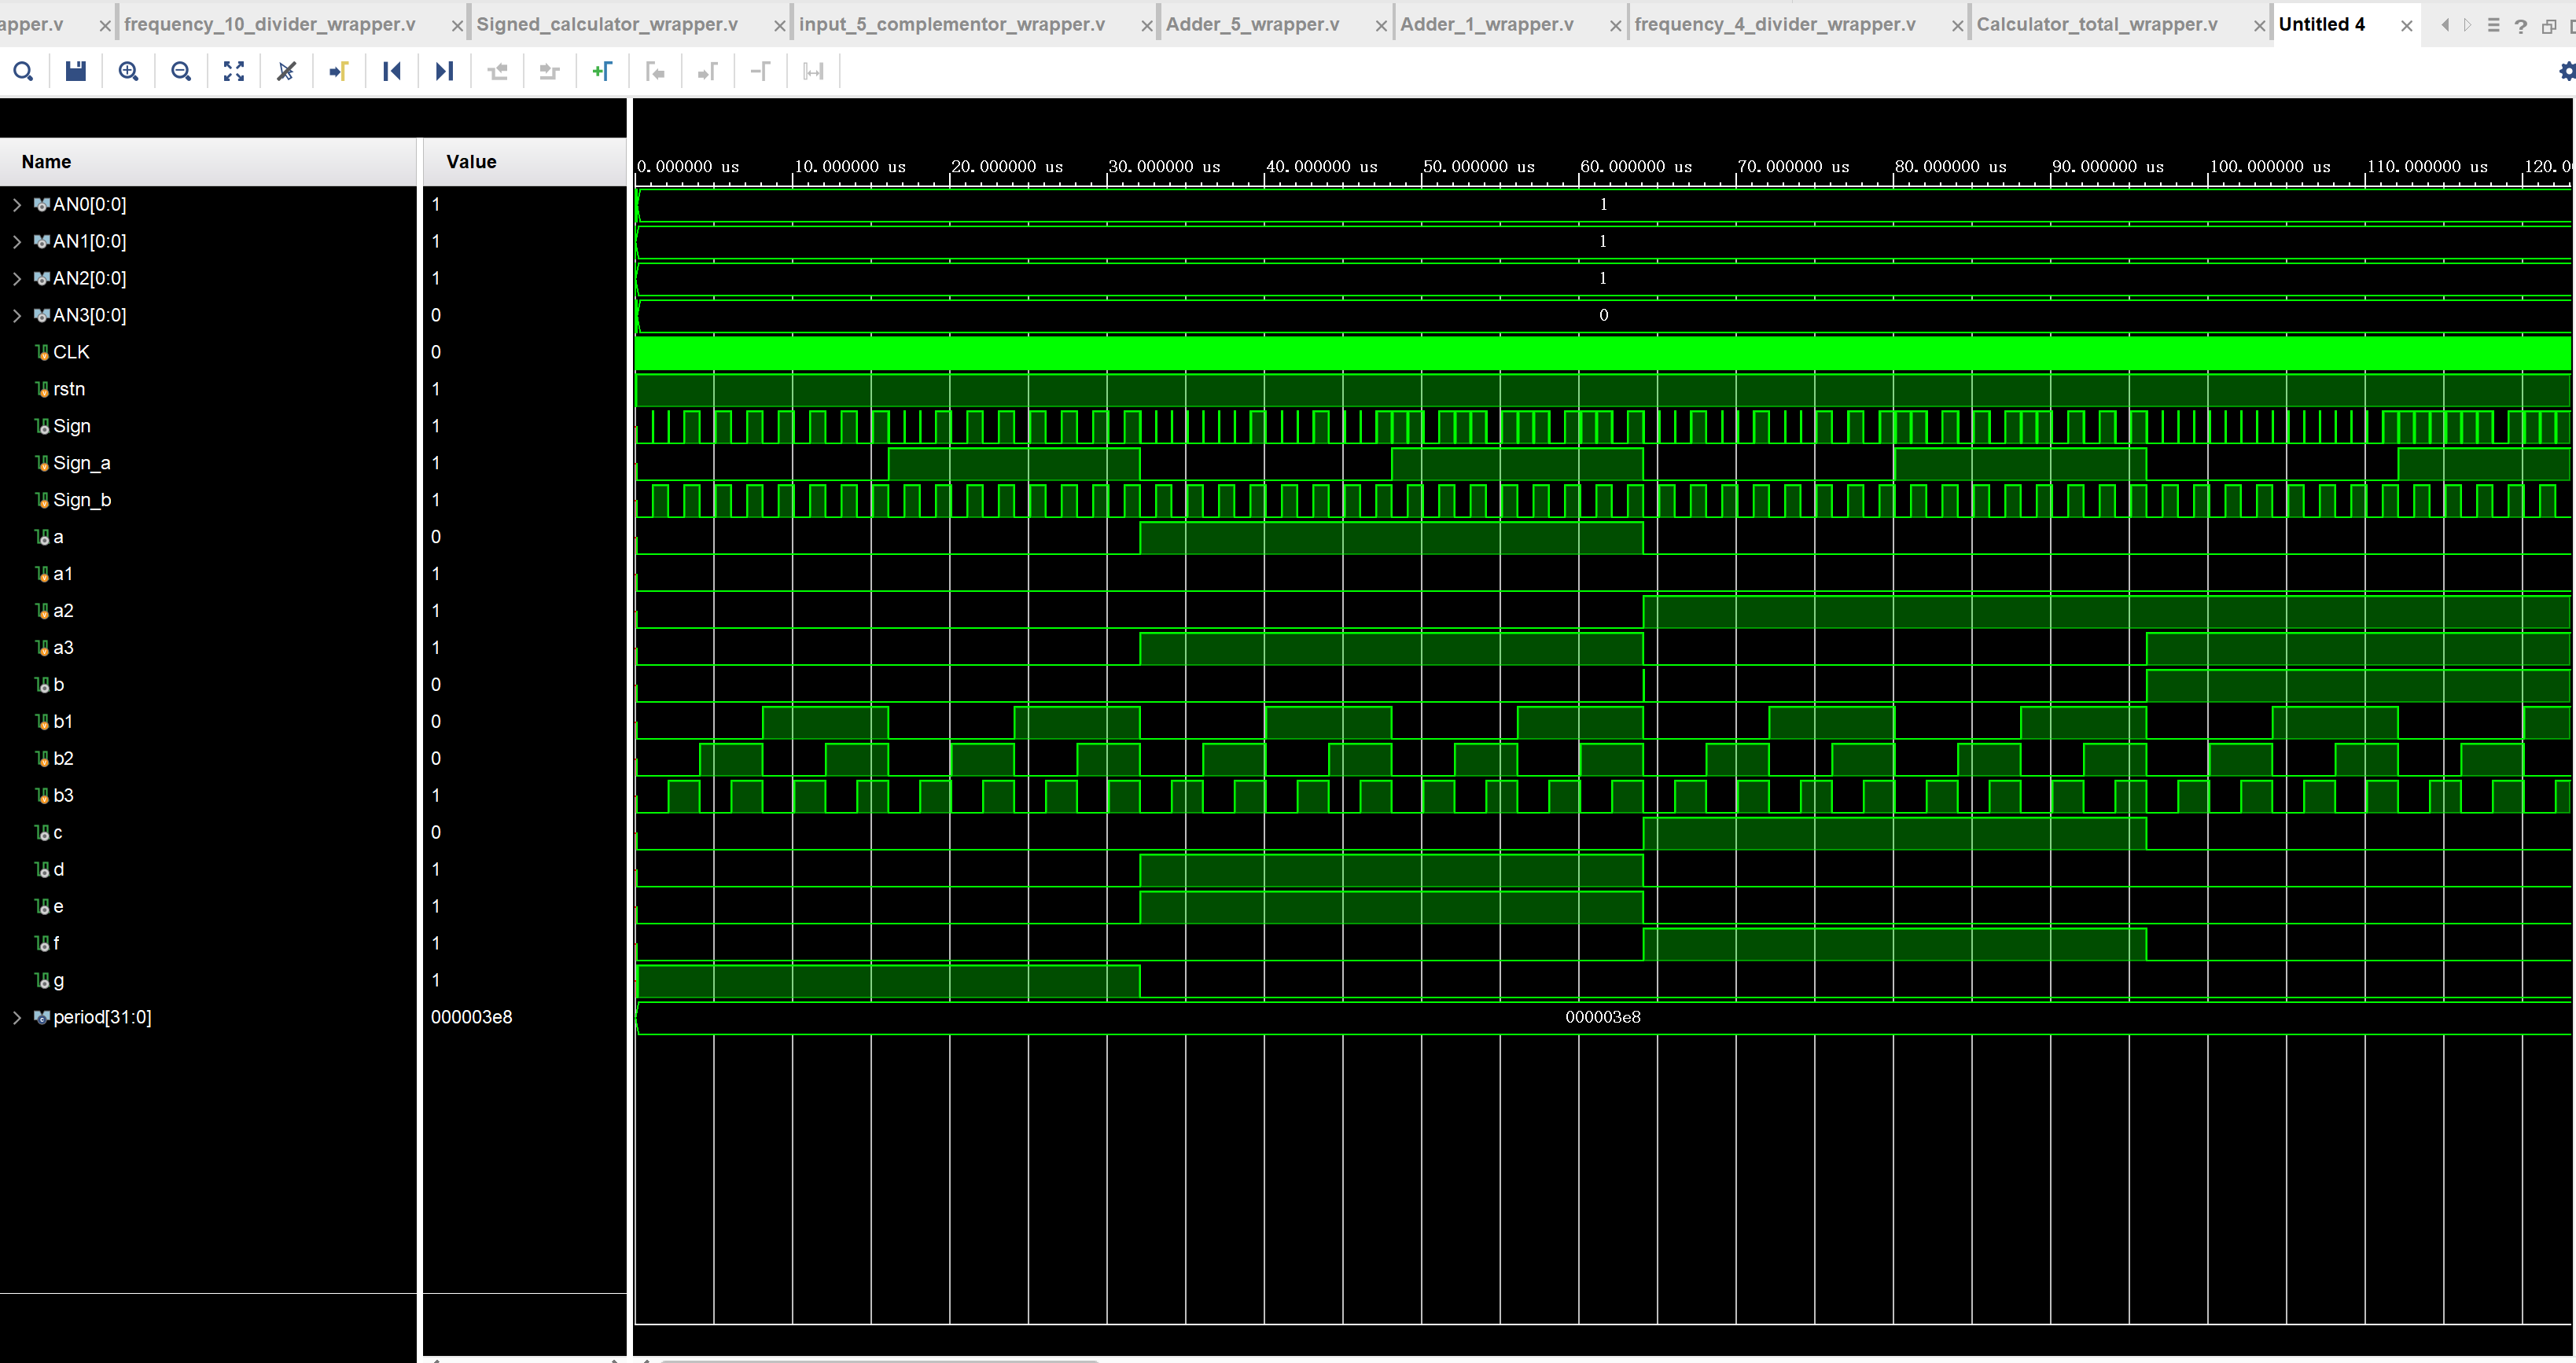 apper.v frequency_10_divider_wrapper.v Signed_calculator_wrapper.v input_5_complementor_wrapper.v Adder_5_wrapper.v Adder_1_wrapper.v frequency_4_divider_wrapper.v Calculator_total_wrapper.v Untitled 4
Name Value
0.000000 us 10.000000 us 20.000000 us 30.000000 us 40.000000 us 50.000000 us 60.000000 us 70.000000 us 80.000000 us 90.000000 us 100.000000 us 110.000000 us 120.0
AN0[0:0] 1 1
AN1[0:0] 1 1
AN2[0:0] 1 1
AN3[0:0] 0 0
CLK 0
rstn 1
Sign 1
Sign_a 1
Sign_b 1
a 0
a1 1
a2 1
a3 1
b 0
b1 0
b2 0
b3 1
c 0
d 1
e 1
f 1
g 1
period[31:0] 000003e8 000003e8